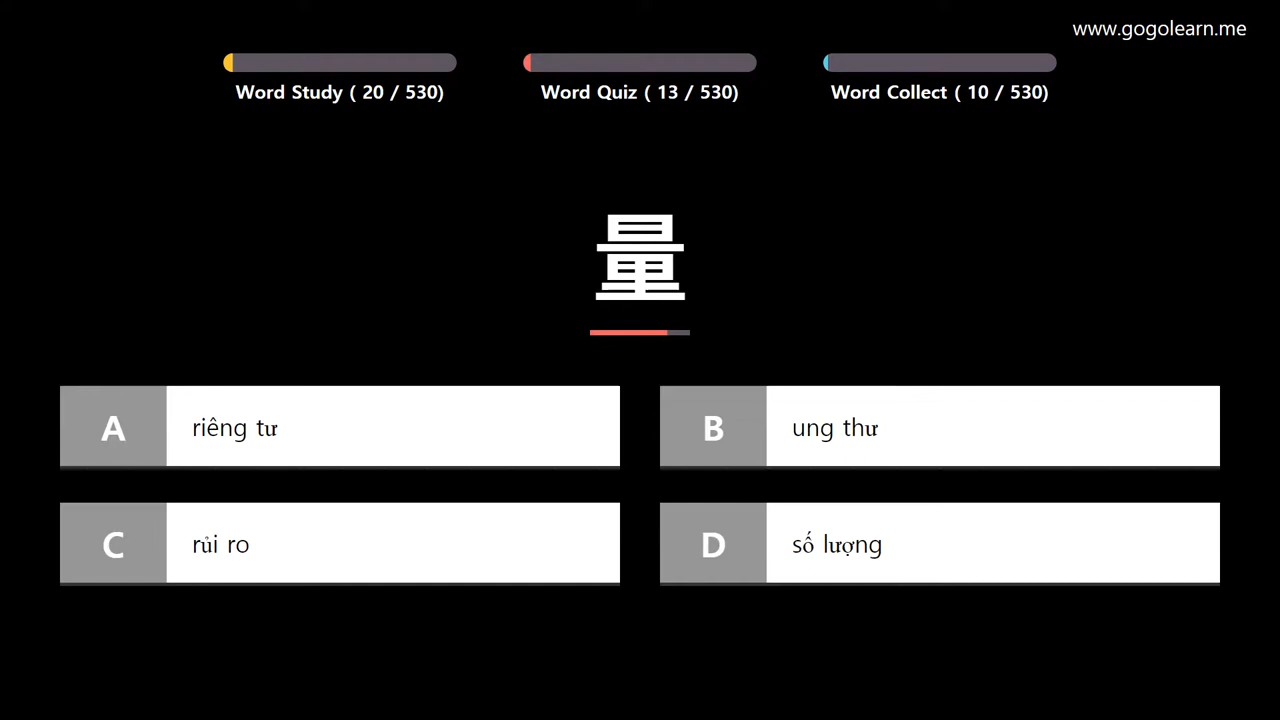 www.gogolearn.me
Word Study ( 20 / 530)
Word Quiz ( 13 / 530)
Word Collect ( 10 / 530)
量
A riêng tư
B ung thư
C rủi ro
D số lượng